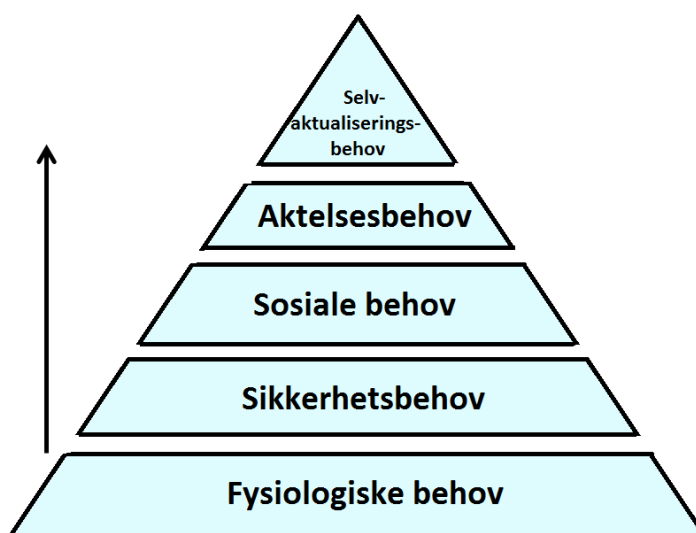 Selv-
aktualiserings-
behov
Aktelsesbehov
Sosiale behov
Sikkerhetsbehov
Fysiologiske behov